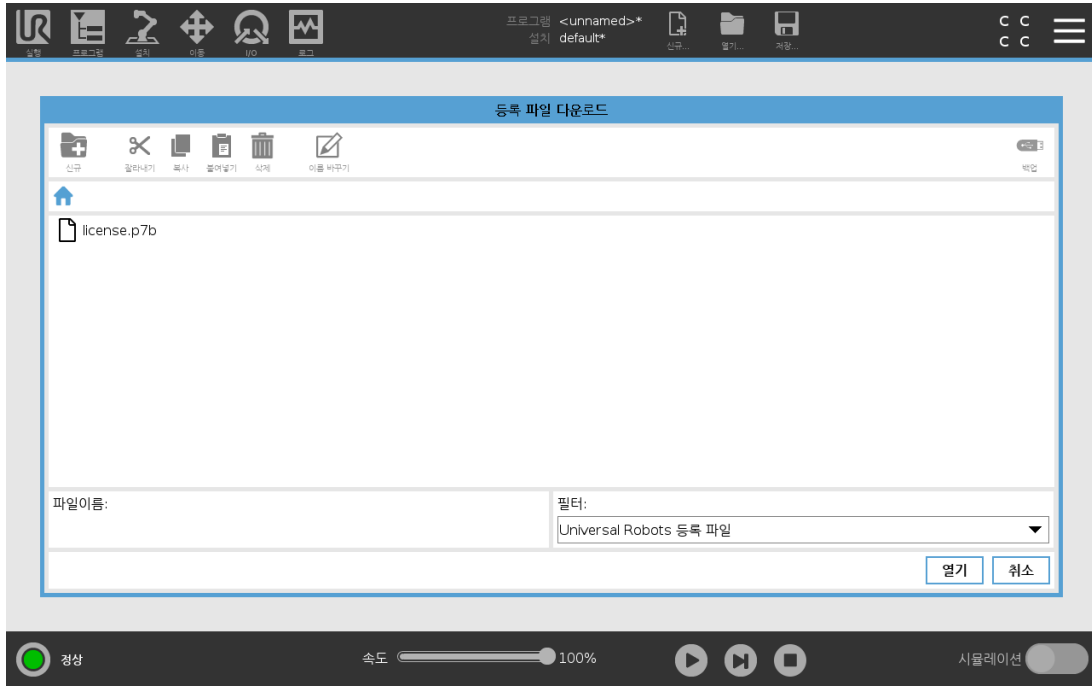 UR
실행
프로그램
설치
이동
I/O
로그
프로그램 <unnamed>*
설치 default*
신규...
열기...
저장...
C C
C C
등록 파일 다운로드
신규
잘라내기
복사
붙여넣기
삭제
이름 바꾸기
백업
license.p7b
파일이름:
필터:
Universal Robots 등록 파일
열기
취소
정상
속도
100%
시뮬레이션